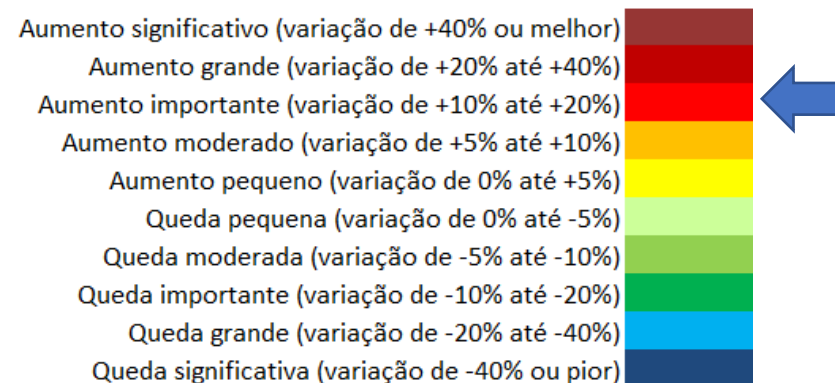 Aumento significativo (variação de +40% ou melhor)
Aumento grande (variação de +20% até +40%)
Aumento importante (variação de +10% até +20%)
Aumento moderado (variação de +5% até +10%)
Aumento pequeno (variação de 0% até +5%)
Queda pequena (variação de 0% até -5%)
Queda moderada (variação de -5% até -10%)
Queda importante (variação de -10% até -20%)
Queda grande (variação de -20% até -40%)
Queda significativa (variação de -40% ou pior)